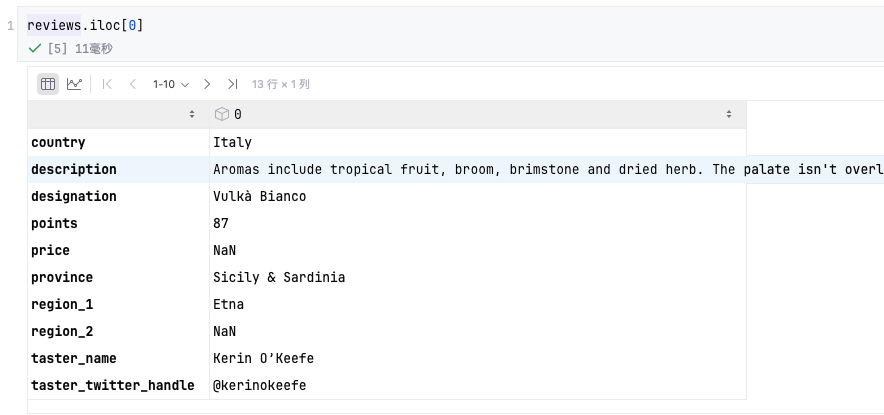 1 reviews.iloc[0]
[5] 11毫秒
1-10 13 行 × 1 列
0
country Italy
description Aromas include tropical fruit, broom, brimstone and dried herb. The palate isn't overl
designation Vulkà Bianco
points 87
price NaN
province Sicily & Sardinia
region_1 Etna
region_2 NaN
taster_name Kerin O’Keefe
taster_twitter_handle @kerinokeefe